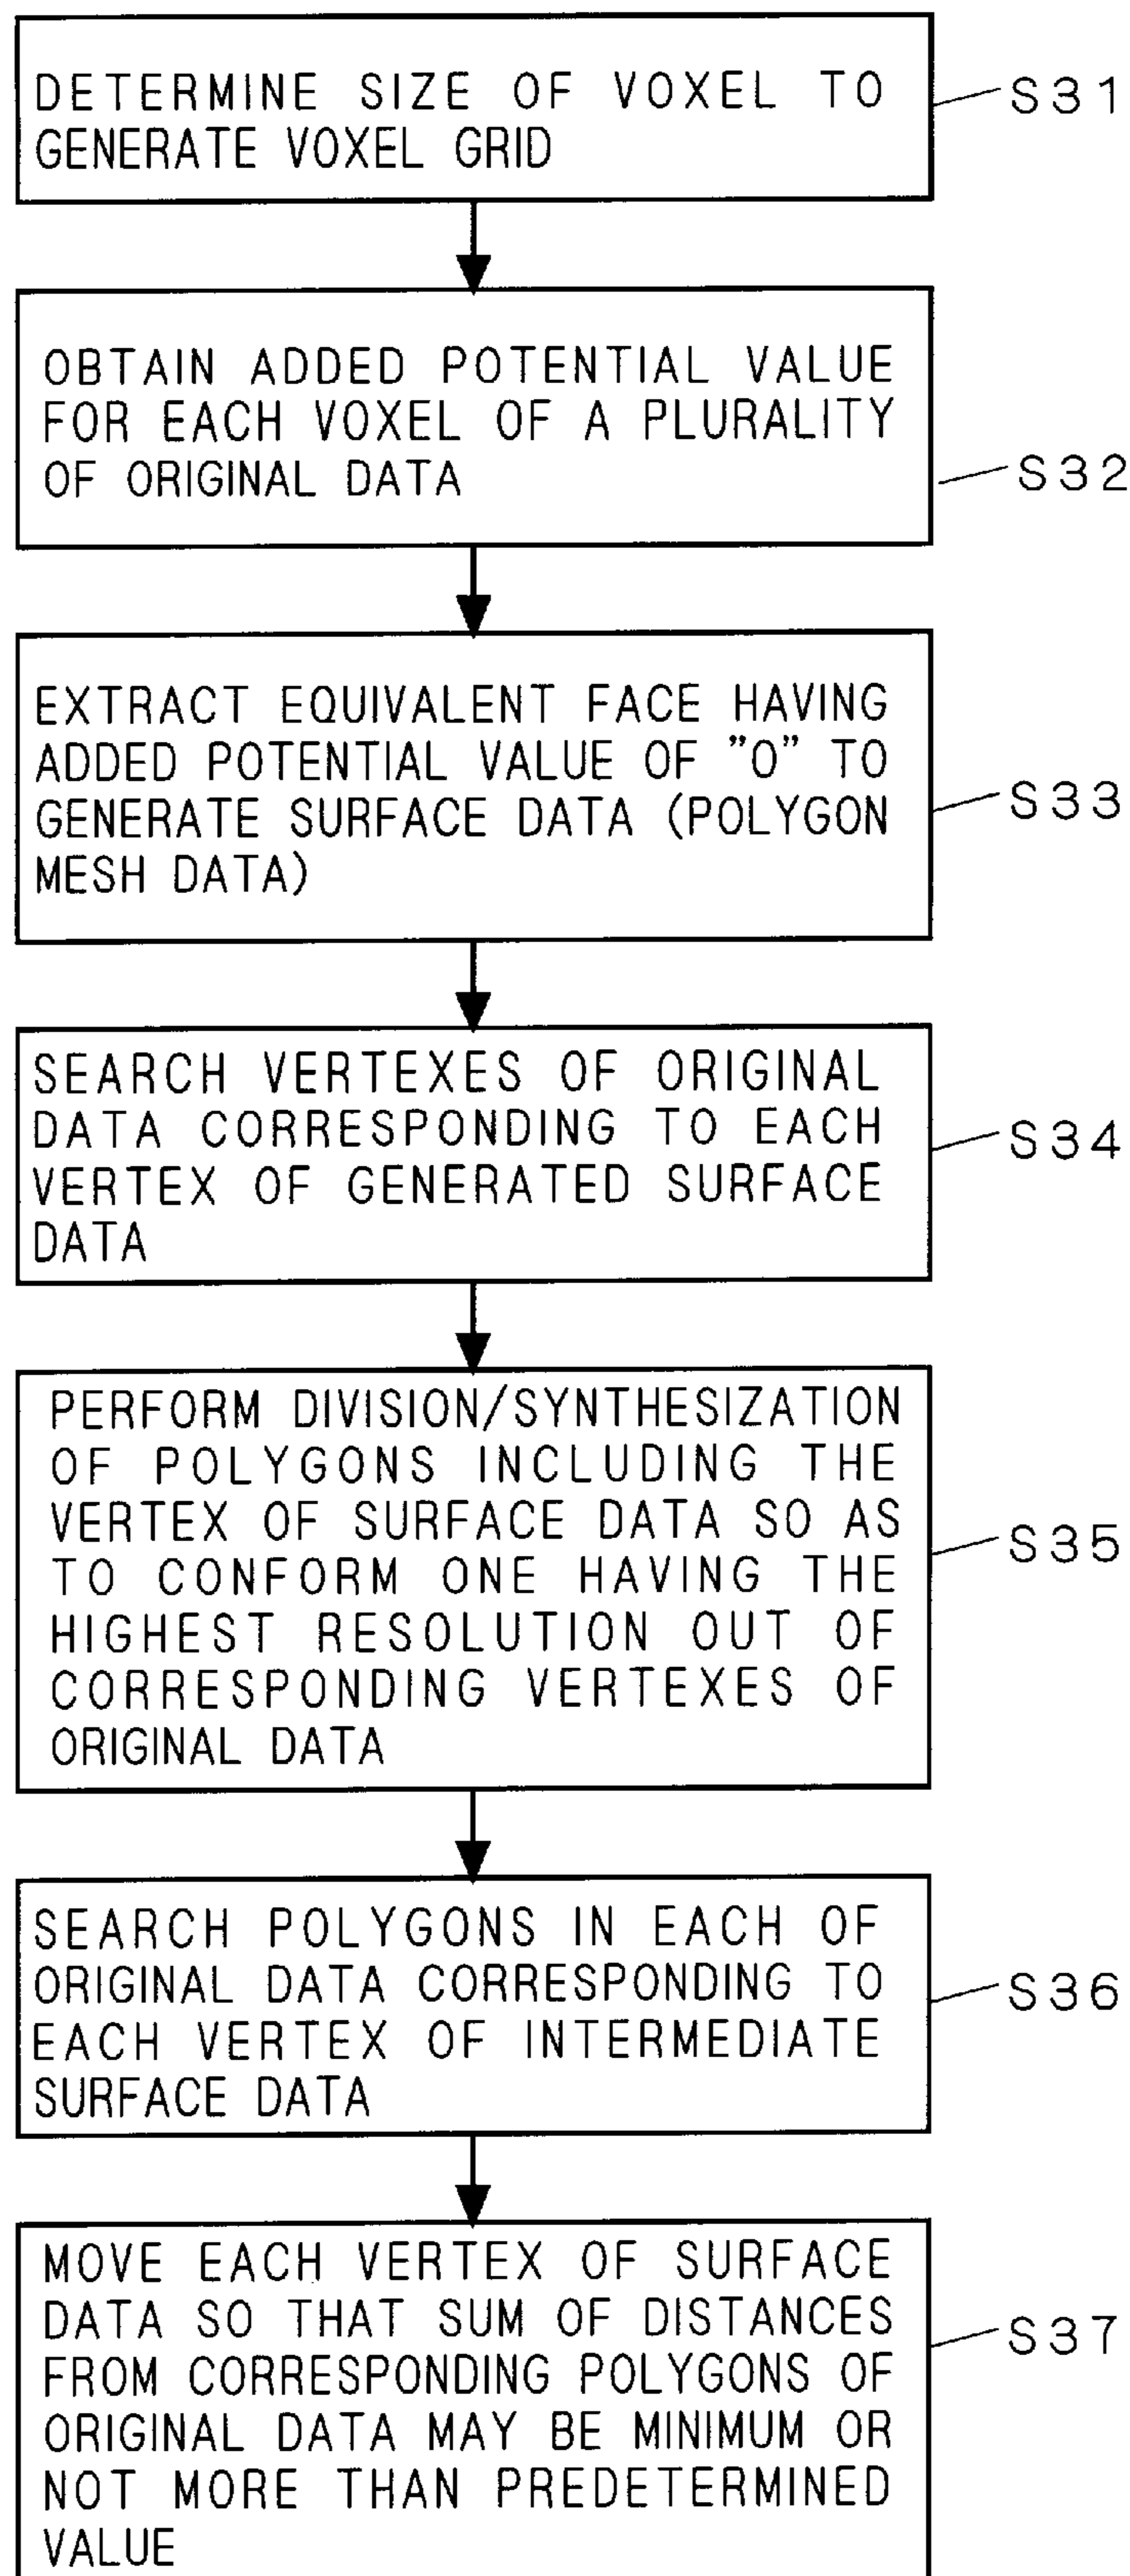 DETERMINE SIZE OF VOXEL TO
GENERATE VOXEL GRID
S31
OBTAIN ADDED POTENTIAL VALUE
FOR EACH VOXEL OF A PLURALITY
OF ORIGINAL DATA
S32
EXTRACT EQUIVALENT FACE HAVING
ADDED POTENTIAL VALUE OF "0" TO
GENERATE SURFACE DATA (POLYGON
MESH DATA)
S33
SEARCH VERTEXES OF ORIGINAL
DATA CORRESPONDING TO EACH
VERTEX OF GENERATED SURFACE
DATA
S34
PERFORM DIVISION/SYNTHESIZATION
OF POLYGONS INCLUDING THE
VERTEX OF SURFACE DATA SO AS
TO CONFORM ONE HAVING THE
HIGHEST RESOLUTION OUT OF
CORRESPONDING VERTEXES OF
ORIGINAL DATA
S35
SEARCH POLYGONS IN EACH OF
ORIGINAL DATA CORRESPONDING TO
EACH VERTEX OF INTERMEDIATE
SURFACE DATA
S36
MOVE EACH VERTEX OF SURFACE
DATA SO THAT SUM OF DISTANCES
FROM CORRESPONDING POLYGONS OF
ORIGINAL DATA MAY BE MINIMUM OR
NOT MORE THAN PREDETERMINED
VALUE
S37